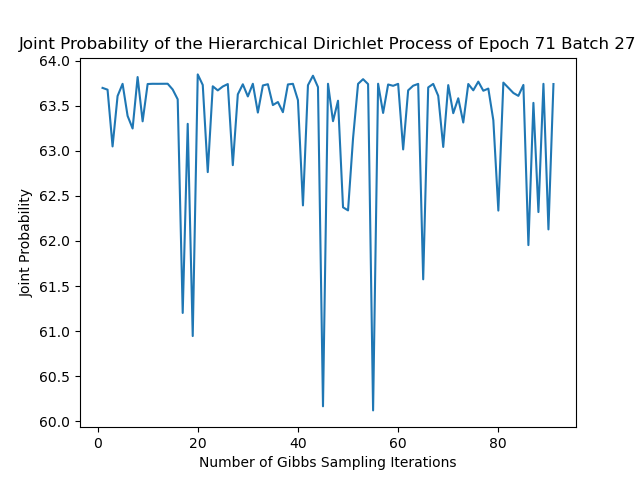 Joint Probability of the Hierarchical Dirichlet Process of Epoch 71 Batch 27
64.0
63.5
63.0
62.5
62.0
61.5
61.0
60.5
60.0
Joint Probability
0 20 40 60 80
Number of Gibbs Sampling Iterations